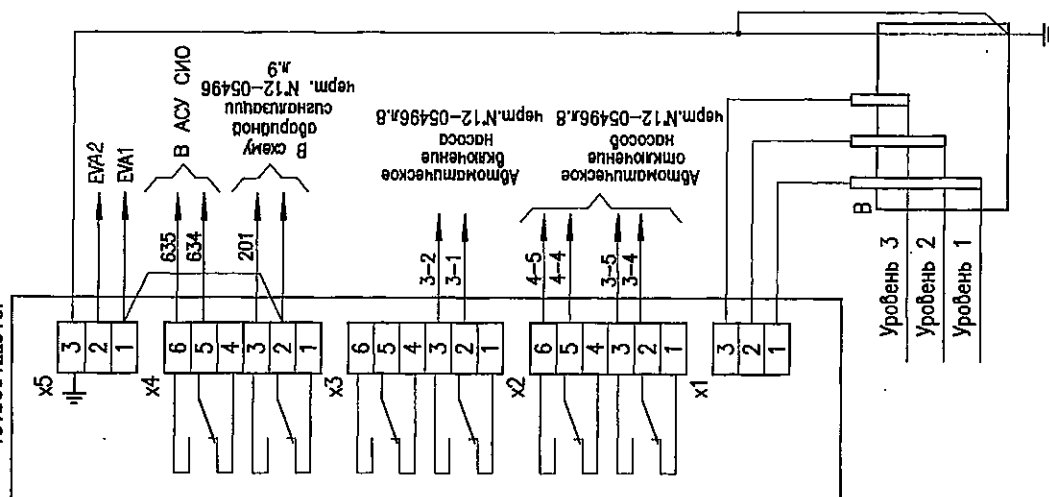 EVA2
EVA1
В АСУ СИО
В схему
аварийной
сигнализации
черт. N°12-05496
л.9
635
634
201
Автоматическое
включение
насоса
черт.N°12-05496л.8
3-2
3-1
Автоматическое
отключение
насосов
черт.N°12-05496л.8
4-5
4-4
3-5
3-4
В
Уровень 3
Уровень 2
Уровень 1
x5
3
2
1
x4
6
5
4
3
2
1
x3
6
5
4
3
2
1
x2
6
5
4
3
2
1
x1
3
2
1